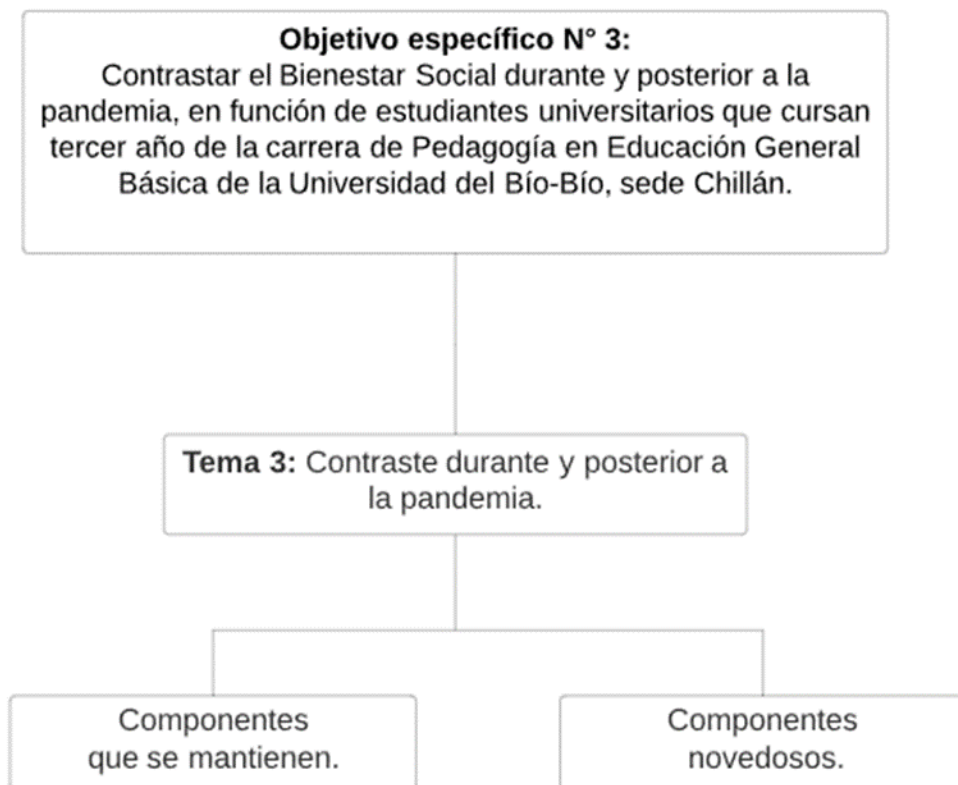 Objetivo específico N° 3:
Contrastar el Bienestar Social durante y posterior a la
pandemia, en función de estudiantes universitarios que cursan
tercer año de la carrera de Pedagogía en Educación General
Básica de la Universidad del Bío-Bío, sede Chillán.
Tema 3: Contraste durante y posterior a
la pandemia.
Componentes
que se mantienen.
Componentes
novedosos.